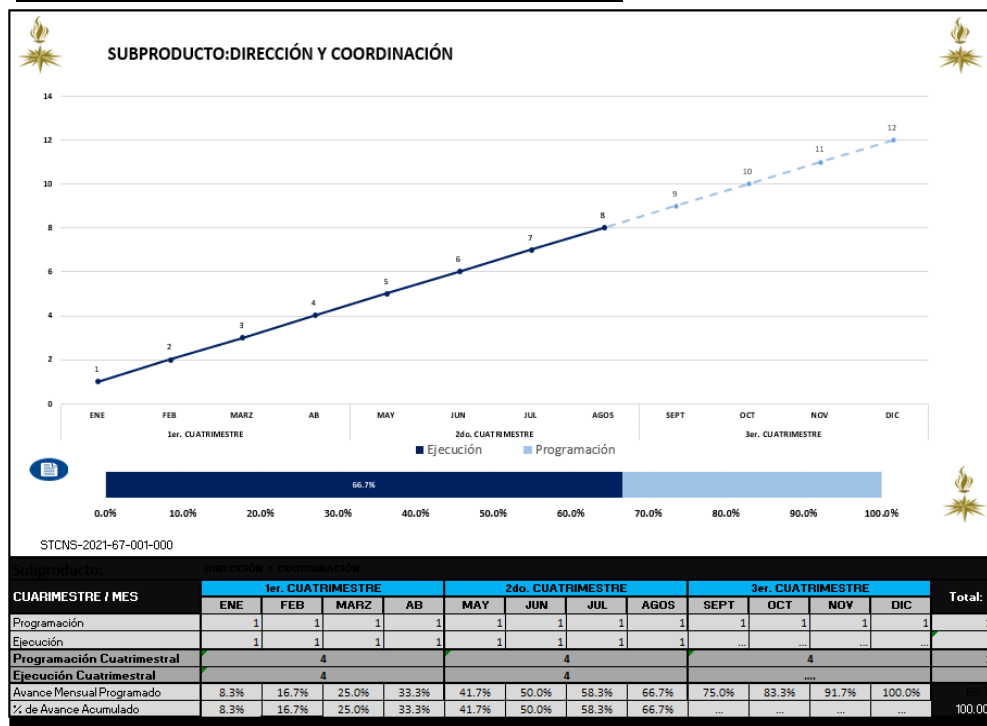 SUBPRODUCTO:DIRECCIÓN Y COORDINACIÓN
14
12
10
8
6
4
2
0
1 2 3 4 5 6 7 8 9 10 11 12
ENE FEB MARZ AB MAY JUN JUL AGOS SEPT OCT NOV DIC
1er. CUATRIMESTRE 2do. CUATRIMESTRE 3er. CUATRIMESTRE
Ejecución Programación
66.7%
0.0% 10.0% 20.0% 30.0% 40.0% 50.0% 60.0% 70.0% 80.0% 90.0% 100.0%
STCNS-2021-67-001-000
Subproducto: DIRECCIÓN Y COORDINACIÓN
CUARIMESTRE / MES 1er. CUATRIMESTRE 2do. CUATRIMESTRE 3er. CUATRIMESTRE Total:
ENE FEB MARZ AB MAY JUN JUL AGOS SEPT OCT NOV DIC
Programación 1 1 1 1 1 1 1 1 1 1 1 1
Ejecución 1 1 1 1 1 1 1 1 ... ... ... ...
Programación Cuatrimestral 4 4 4
Ejecución Cuatrimestral 4 4 ....
Avance Mensual Programado 8.3% 16.7% 25.0% 33.3% 41.7% 50.0% 58.3% 66.7% 75.0% 83.3% 91.7% 100.0%
% de Avance Acumulado 8.3% 16.7% 25.0% 33.3% 41.7% 50.0% 58.3% 66.7% ... ... ... ... 100.00